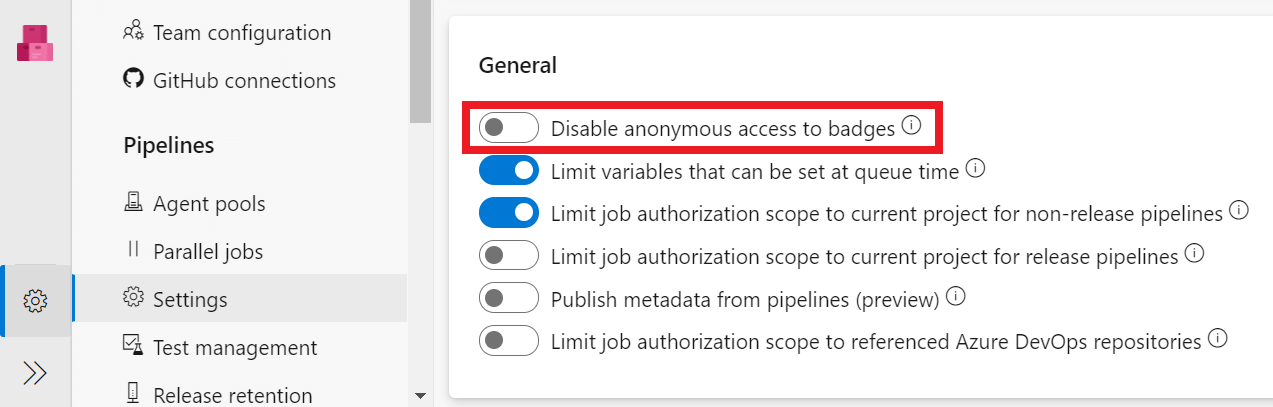 Team configuration
GitHub connections
Pipelines
Agent pools
Parallel jobs
Settings
Test management
Release retention
General
Disable anonymous access to badges
Limit variables that can be set at queue time
Limit job authorization scope to current project for non-release pipelines
Limit job authorization scope to current project for release pipelines
Publish metadata from pipelines (preview)
Limit job authorization scope to referenced Azure DevOps repositories